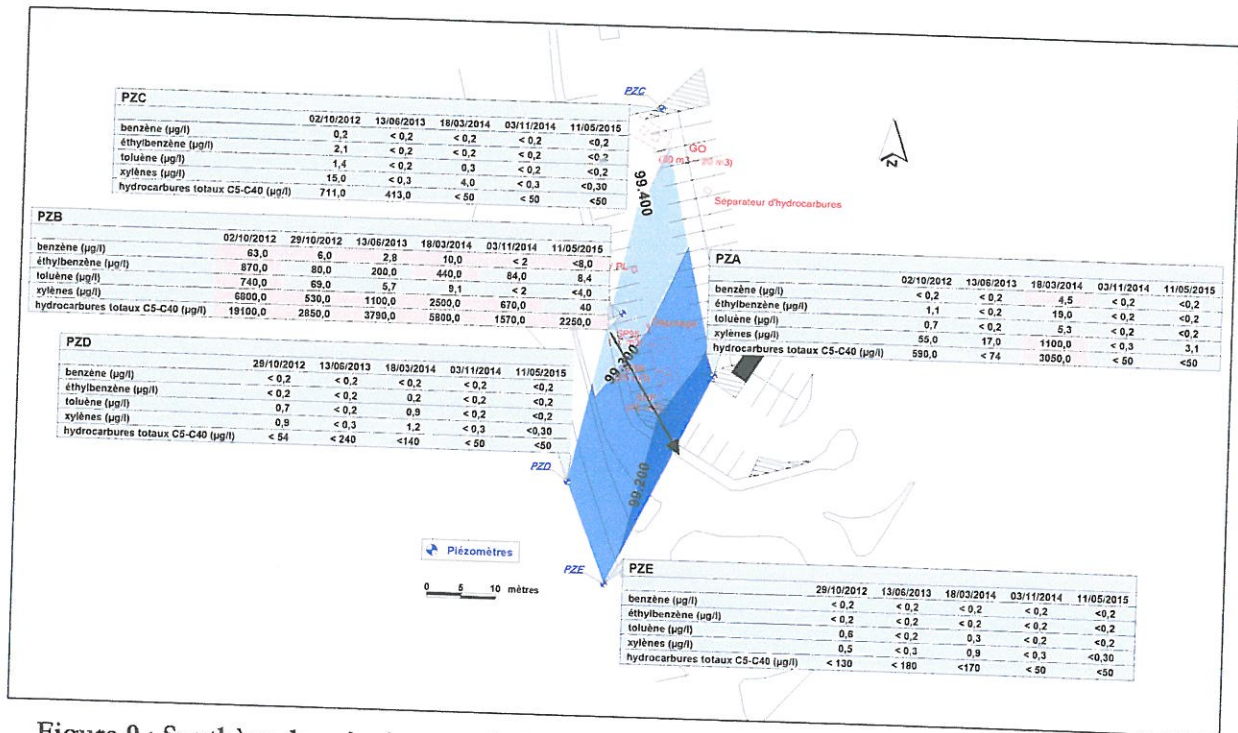 PZC
02/10/2012 13/06/2013 18/03/2014 03/11/2014 11/05/2015
benzène (µg/l) 0,2 < 0,2 < 0,2 < 0,2 <0,2
éthylbenzène (µg/l) 2,1 < 0,2 < 0,2 < 0,2 <0,2
toluène (µg/l) 1,4 < 0,2 0,3 < 0,2 <0,2
xylènes (µg/l) 15,0 < 0,3 4,0 < 0,3 <0,30
hydrocarbures totaux C5-C40 (µg/l) 711,0 413,0 < 50 < 50 <50
PZC
GO
99.400
Séparateur d'hydrocarbures
N
PZB
02/10/2012 29/10/2012 13/06/2013 18/03/2014 03/11/2014 11/05/2015
benzène (µg/l) 63,0 6,0 2,8 10,0 < 2 <8,0
éthylbenzène (µg/l) 870,0 80,0 200,0 440,0 84,0 8,4
toluène (µg/l) 740,0 69,0 5,7 9,1 < 2 <4,0
xylènes (µg/l) 6800,0 530,0 1100,0 2500,0 670,0 40
hydrocarbures totaux C5-C40 (µg/l) 19100,0 2850,0 3790,0 5800,0 1570,0 2250,0
PZA
02/10/2012 13/06/2013 18/03/2014 03/11/2014 11/05/2015
benzène (µg/l) < 0,2 < 0,2 4,5 < 0,2 <0,2
éthylbenzène (µg/l) 1,1 < 0,2 19,0 < 0,2 <0,2
toluène (µg/l) 0,7 < 0,2 5,3 < 0,2 <0,2
xylènes (µg/l) 55,0 17,0 1100,0 < 0,3 3,1
hydrocarbures totaux C5-C40 (µg/l) 590,0 < 74 3050,0 < 50 <50
99.300
PZD
29/10/2012 13/06/2013 18/03/2014 03/11/2014 11/05/2015
benzène (µg/l) < 0,2 < 0,2 < 0,2 < 0,2 <0,2
éthylbenzène (µg/l) < 0,2 < 0,2 0,2 < 0,2 <0,2
toluène (µg/l) 0,7 < 0,2 0,9 < 0,2 <0,2
xylènes (µg/l) 0,9 < 0,3 1,2 < 0,3 <0,30
hydrocarbures totaux C5-C40 (µg/l) < 54 < 240 <140 < 50 <50
PZD
99.200
Piézomètres
0 5 10 mètres
PZE
PZE
29/10/2012 13/06/2013 18/03/2014 03/11/2014 11/05/2015
benzène (µg/l) < 0,2 < 0,2 < 0,2 < 0,2 <0,2
éthylbenzène (µg/l) < 0,2 < 0,2 < 0,2 < 0,2 <0,2
toluène (µg/l) 0,6 < 0,2 0,3 < 0,2 <0,2
xylènes (µg/l) 0,5 < 0,3 0,9 < 0,3 <0,30
hydrocarbures totaux C5-C40 (µg/l) < 130 < 180 <170 < 50 <50